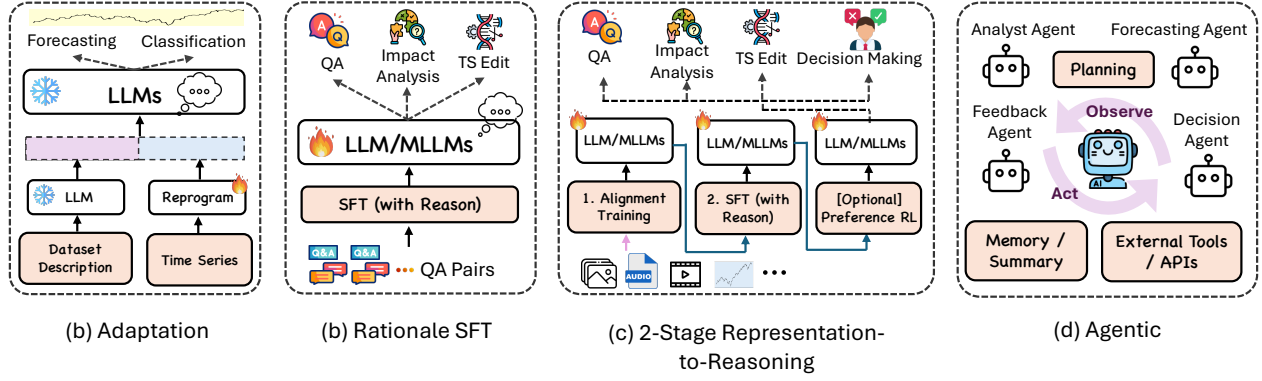 Forecasting
Classification
LLMs
LLM
Reprogram
Dataset
Description
Time Series
(b) Adaptation
A
Q
QA
Impact
Analysis
TS Edit
LLM/MLLMs
SFT (with Reason)
Q&A
Q&A
QA Pairs
(b) Rationale SFT
A
Q
QA
Impact
Analysis
TS Edit
Decision Making
LLM/MLLMs
LLM/MLLMs
LLM/MLLMs
1. Alignment
Training
2. SFT (with
Reason)
[Optional]
Preference RL
AUDIO
(c) 2-Stage Representation-
to-Reasoning
Analyst Agent
Forecasting Agent
Planning
Feedback
Agent
Observe
Decision
Agent
AI
Act
Memory /
Summary
External Tools
/ APIs
(d) Agentic